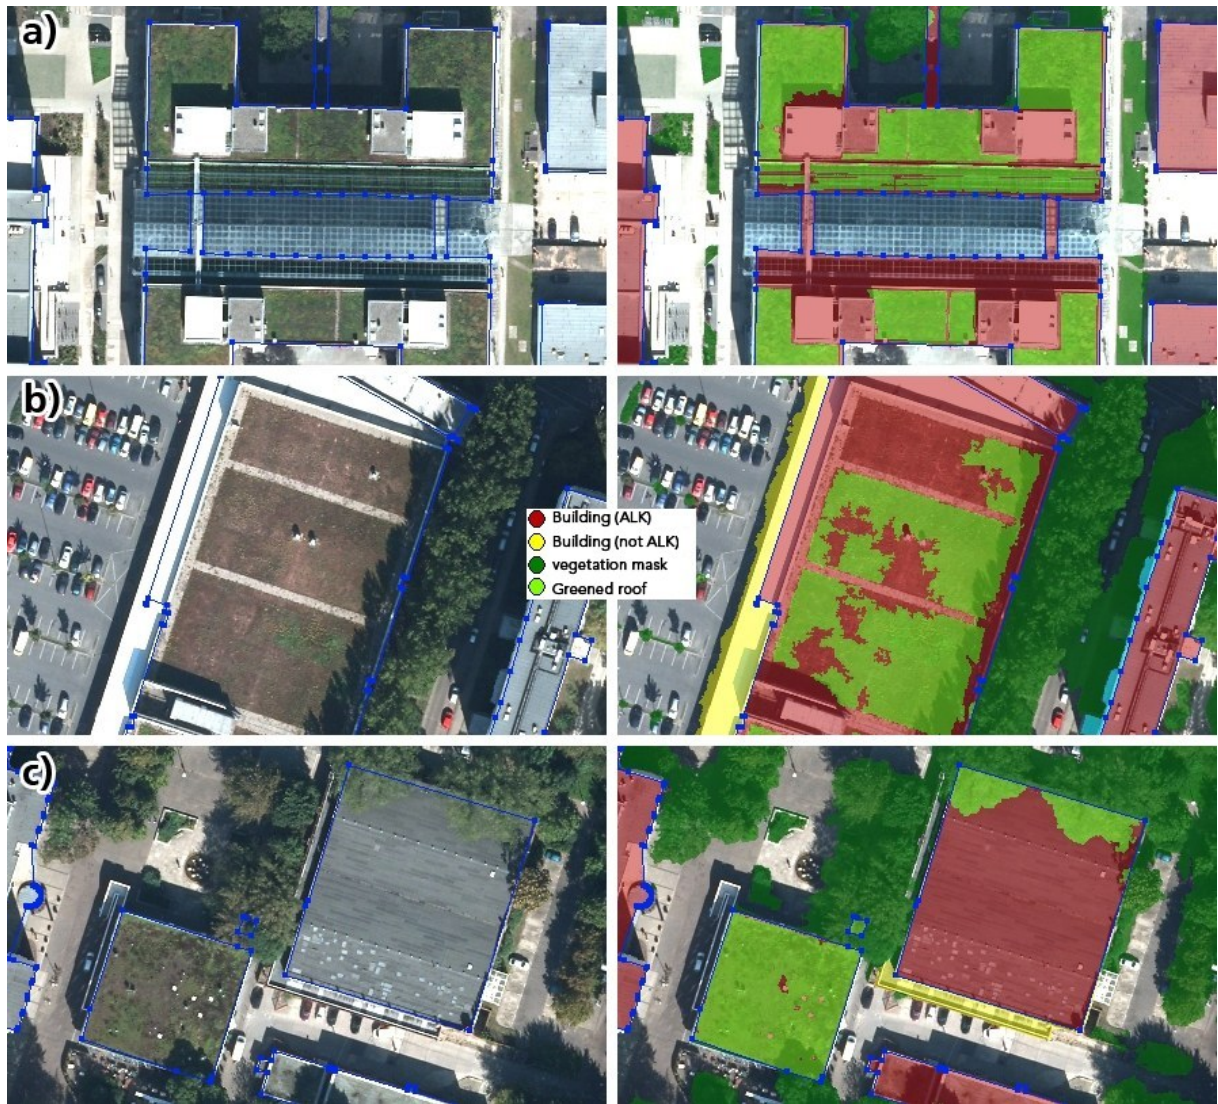 a)
b)
Building (ALK)
Building (not ALK)
vegetation mask
Greened roof
c)